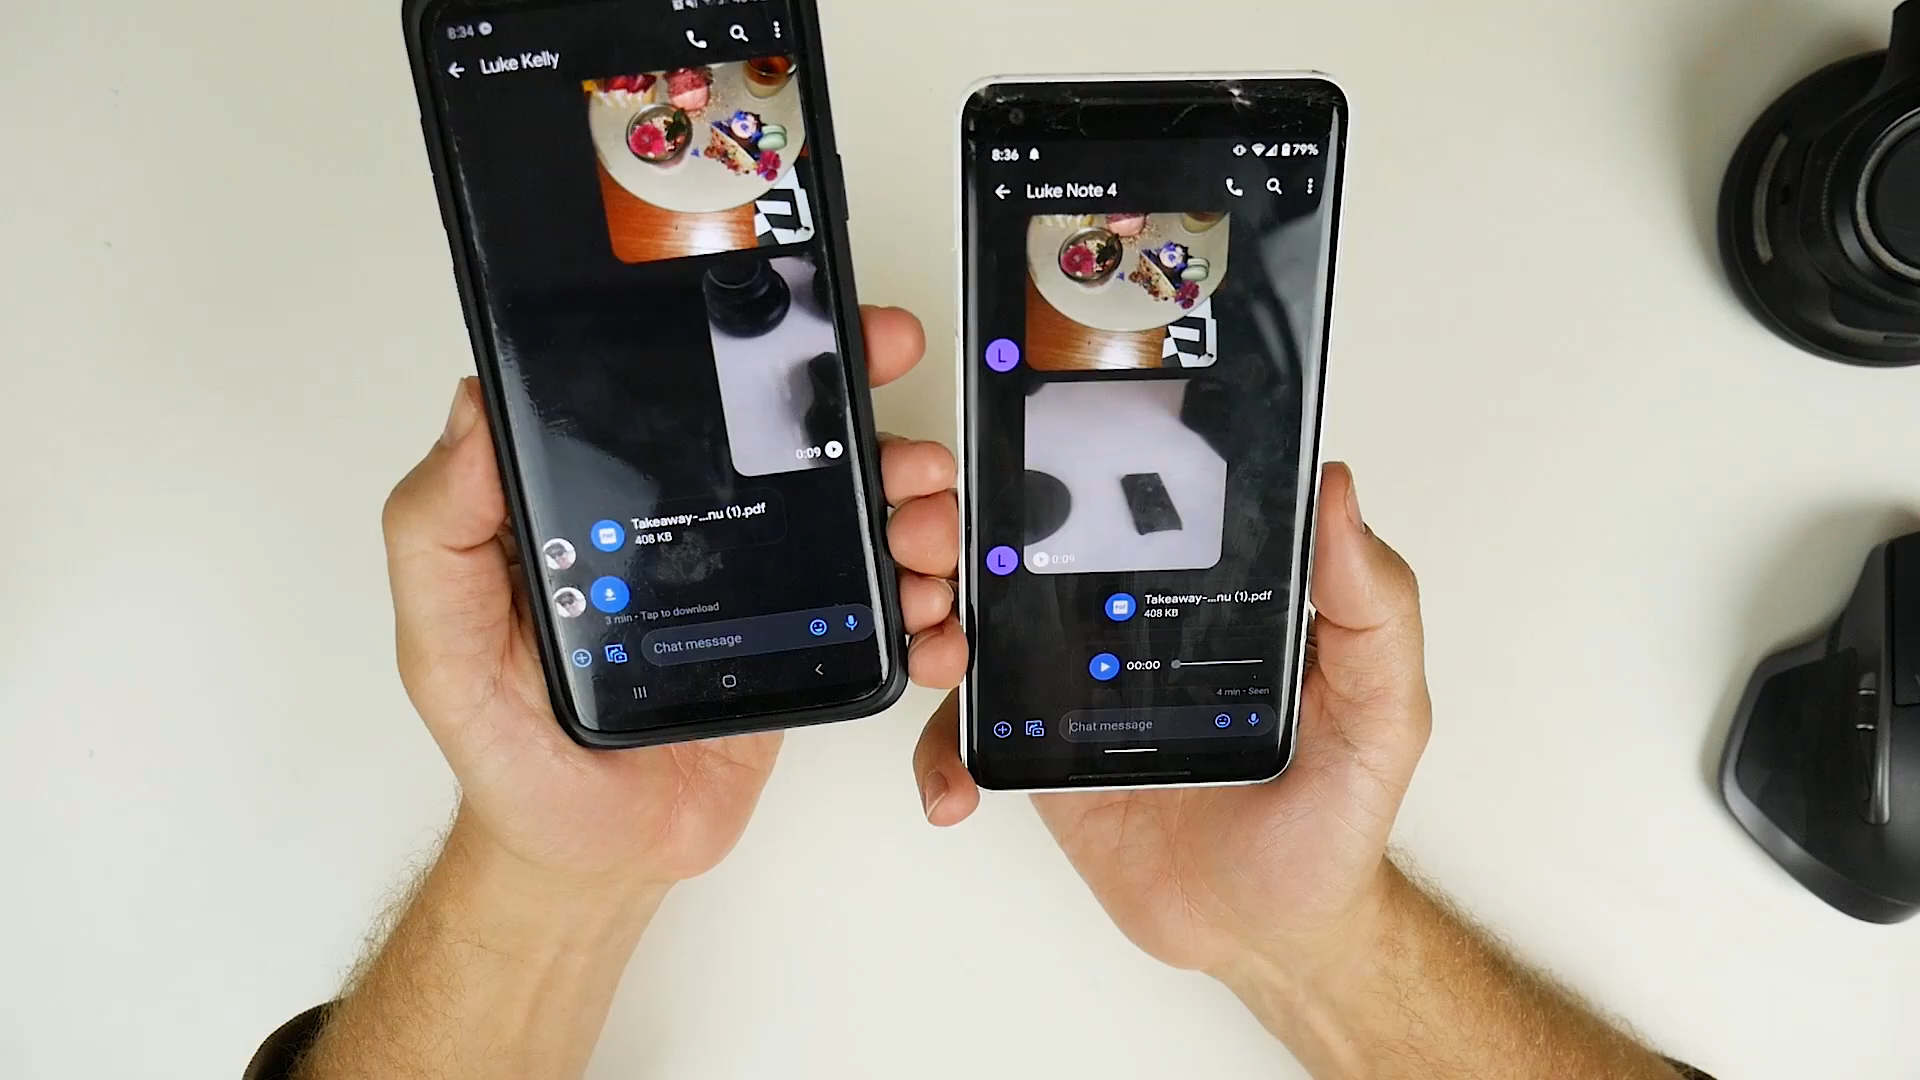 8:34
Luke Kelly
0:09
Takeaway-...nu (1).pdf
408 KB
3 min • Tap to download
Chat message
8:36
79%
Luke Note 4
L
L
0:09
Takeaway-...nu (1).pdf
408 KB
00:00
4 min • Seen
Chat message